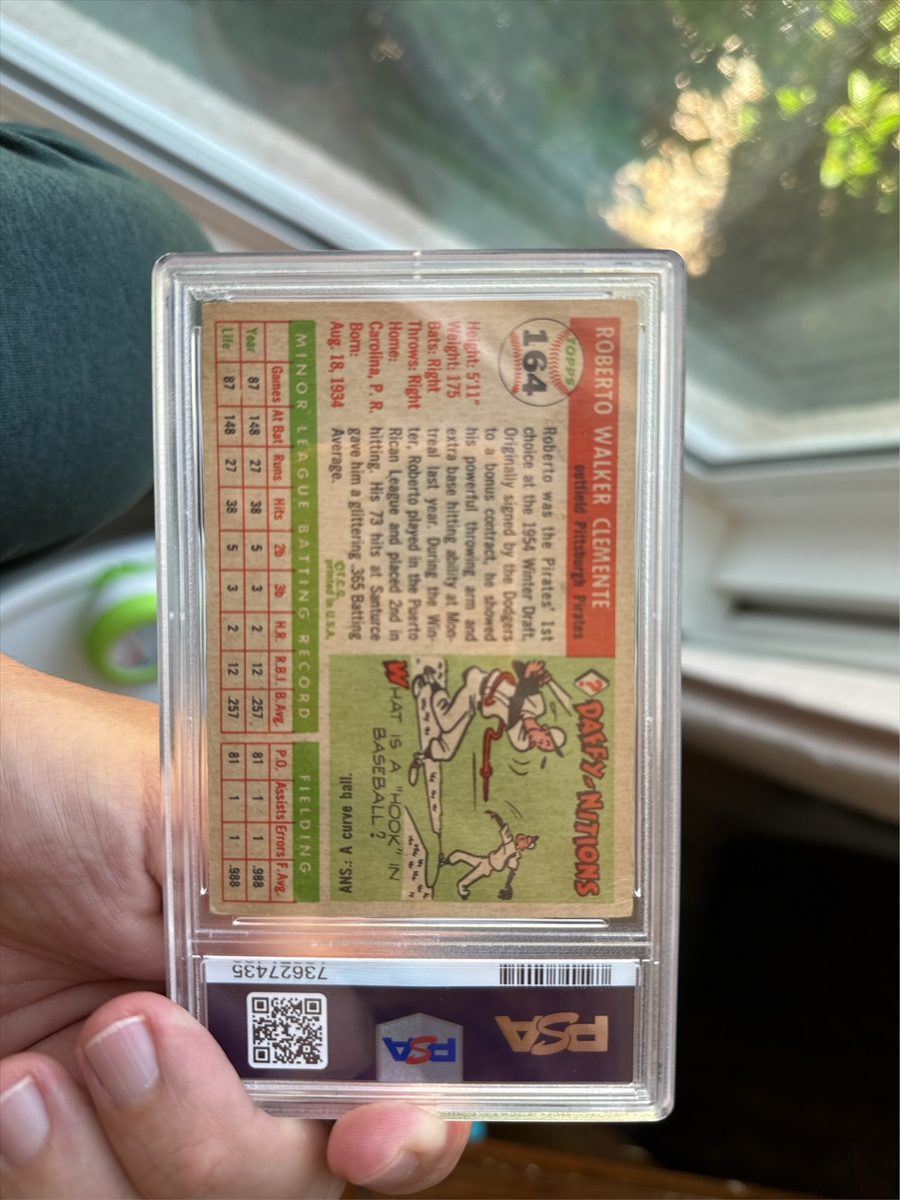 ROBERTO WALKER CLEMENTE
outfield Pittsburgh Pirates
TOPPS
164
Height: 5'11"
Weight: 175
Bats: Right
Throws: Right
Home:
Carolina, P. R.
Born:
Aug. 18, 1934
Roberto was the Pirates' 1st
choice at the 1954 Winter Draft.
Originally signed by the Dodgers
to a bonus contract, he showed
his powerful throwing arm and
extra base hitting ability at Mon-
treal last year. During the Win-
ter, Roberto played in the Puerto
Rican League and placed 2nd in
hitting. His 73 hits at Santurce
gave him a glittering .365 Batting
Average.
©T.C.G.
printed in U.S.A.
? DAFFY-NITIONS
WHAT IS A "HOOK" IN
BASEBALL?
ANS.: A curve ball.
MINOR LEAGUE BATTING RECORD FIELDING
Year Games At Bat Runs Hits 2b 3b H.R. R.B.I. B.Avg. P.O. Assists Errors F.Avg.
Year 87 148 27 38 5 3 2 12 .257 81 1 1 .988
Life 87 148 27 38 5 3 2 12 .257 81 1 1 .988
73627435
PSA
PSA